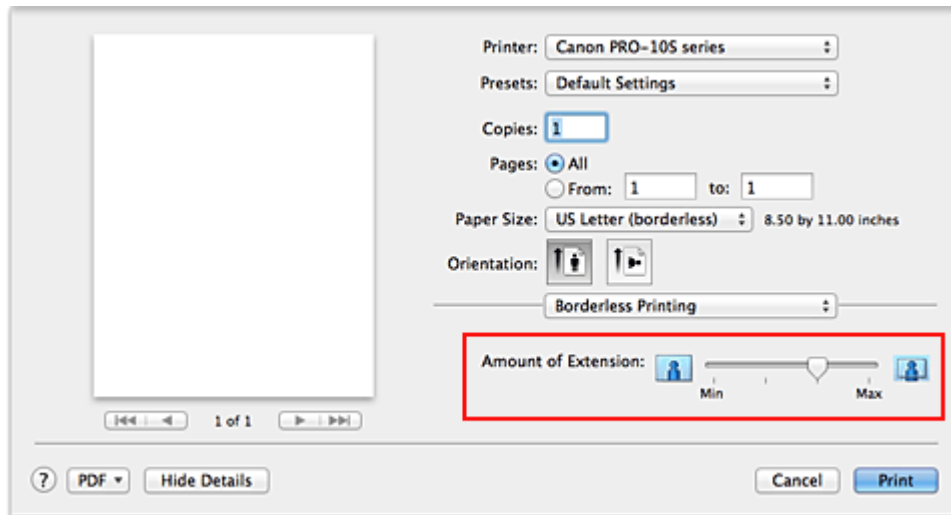 Printer: Canon PRO-10S series
Presets: Default Settings
Copies: 1
Pages: All
From: 1 to: 1
Paper Size: US Letter (borderless) 8.50 by 11.00 inches
Orientation:
Borderless Printing
Amount of Extension:
Min Max
1 of 1
? PDF Hide Details Cancel Print